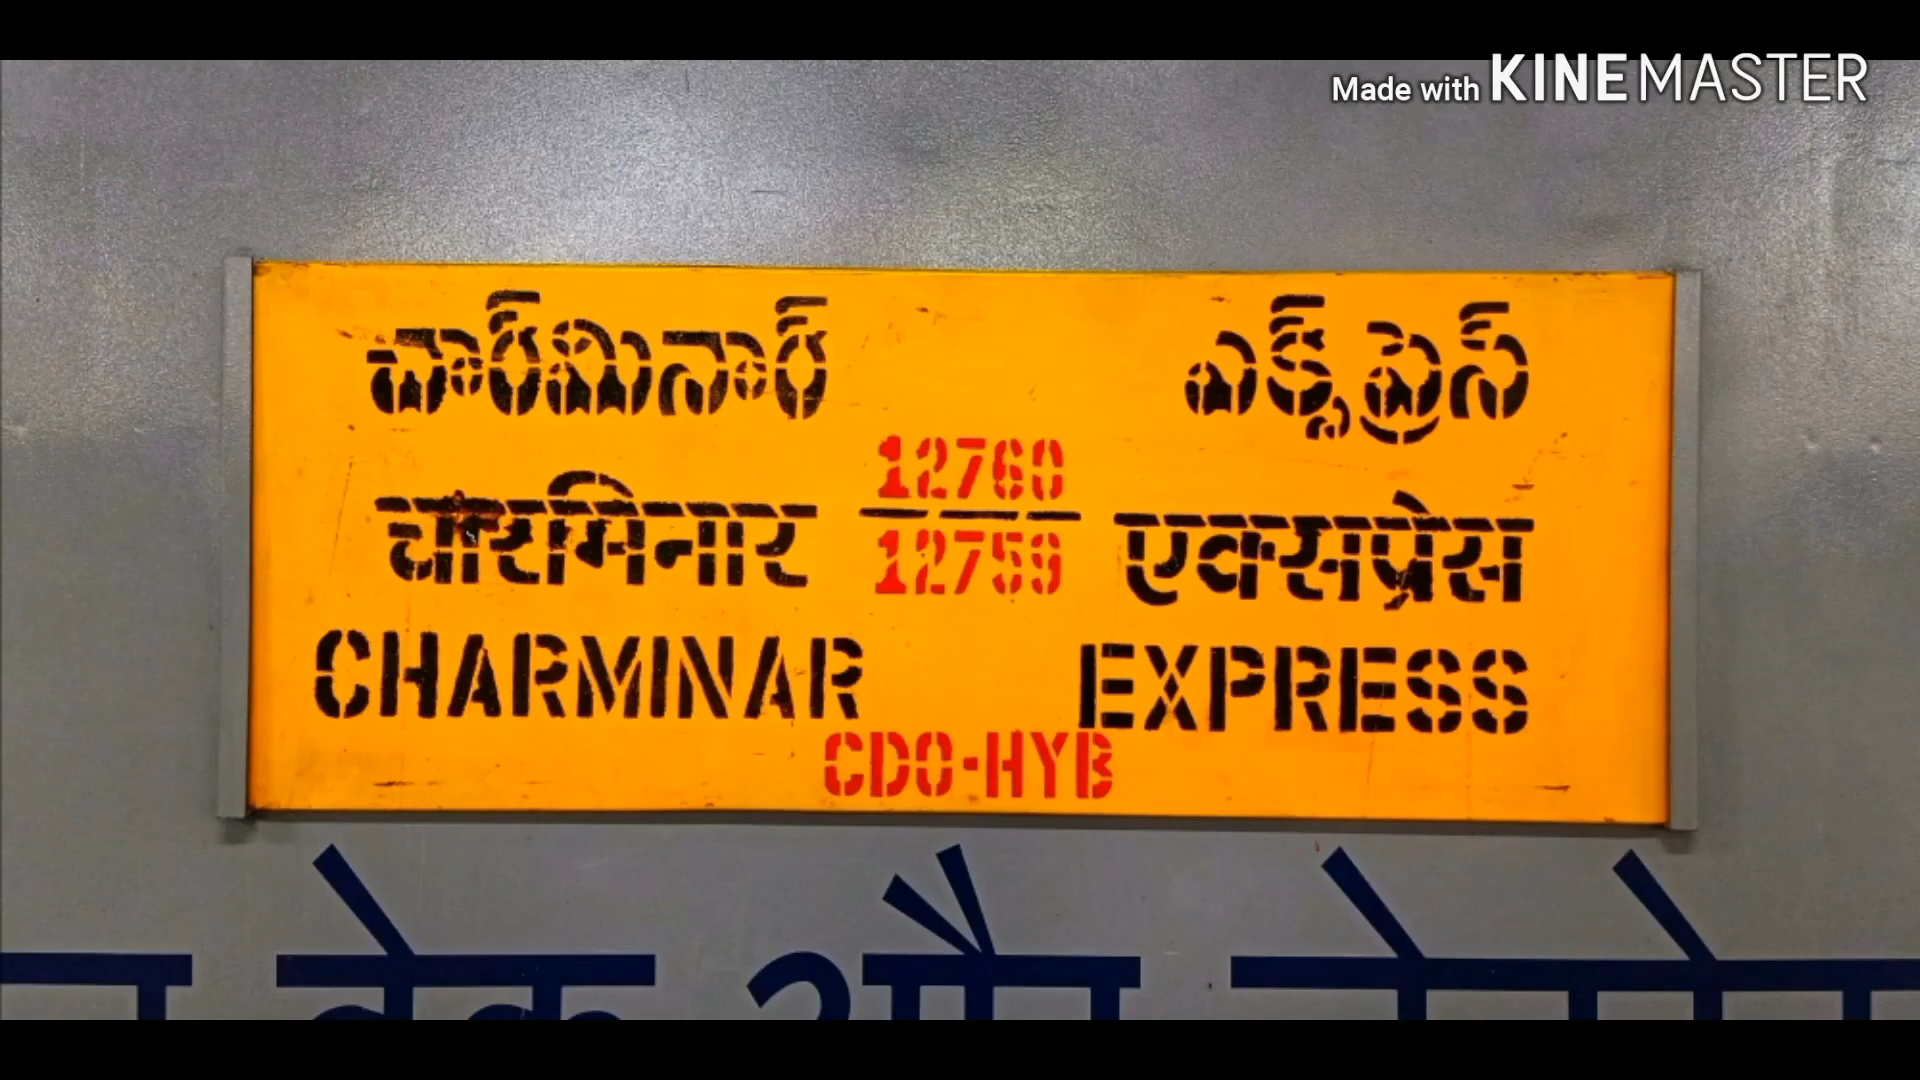 Made with KINEMASTER
చార్‌మినార్ ఎక్స్‌ప్రెస్
12760
चारमिनार एक्सप्रेस
12759
CHARMINAR EXPRESS
CDO-HYB